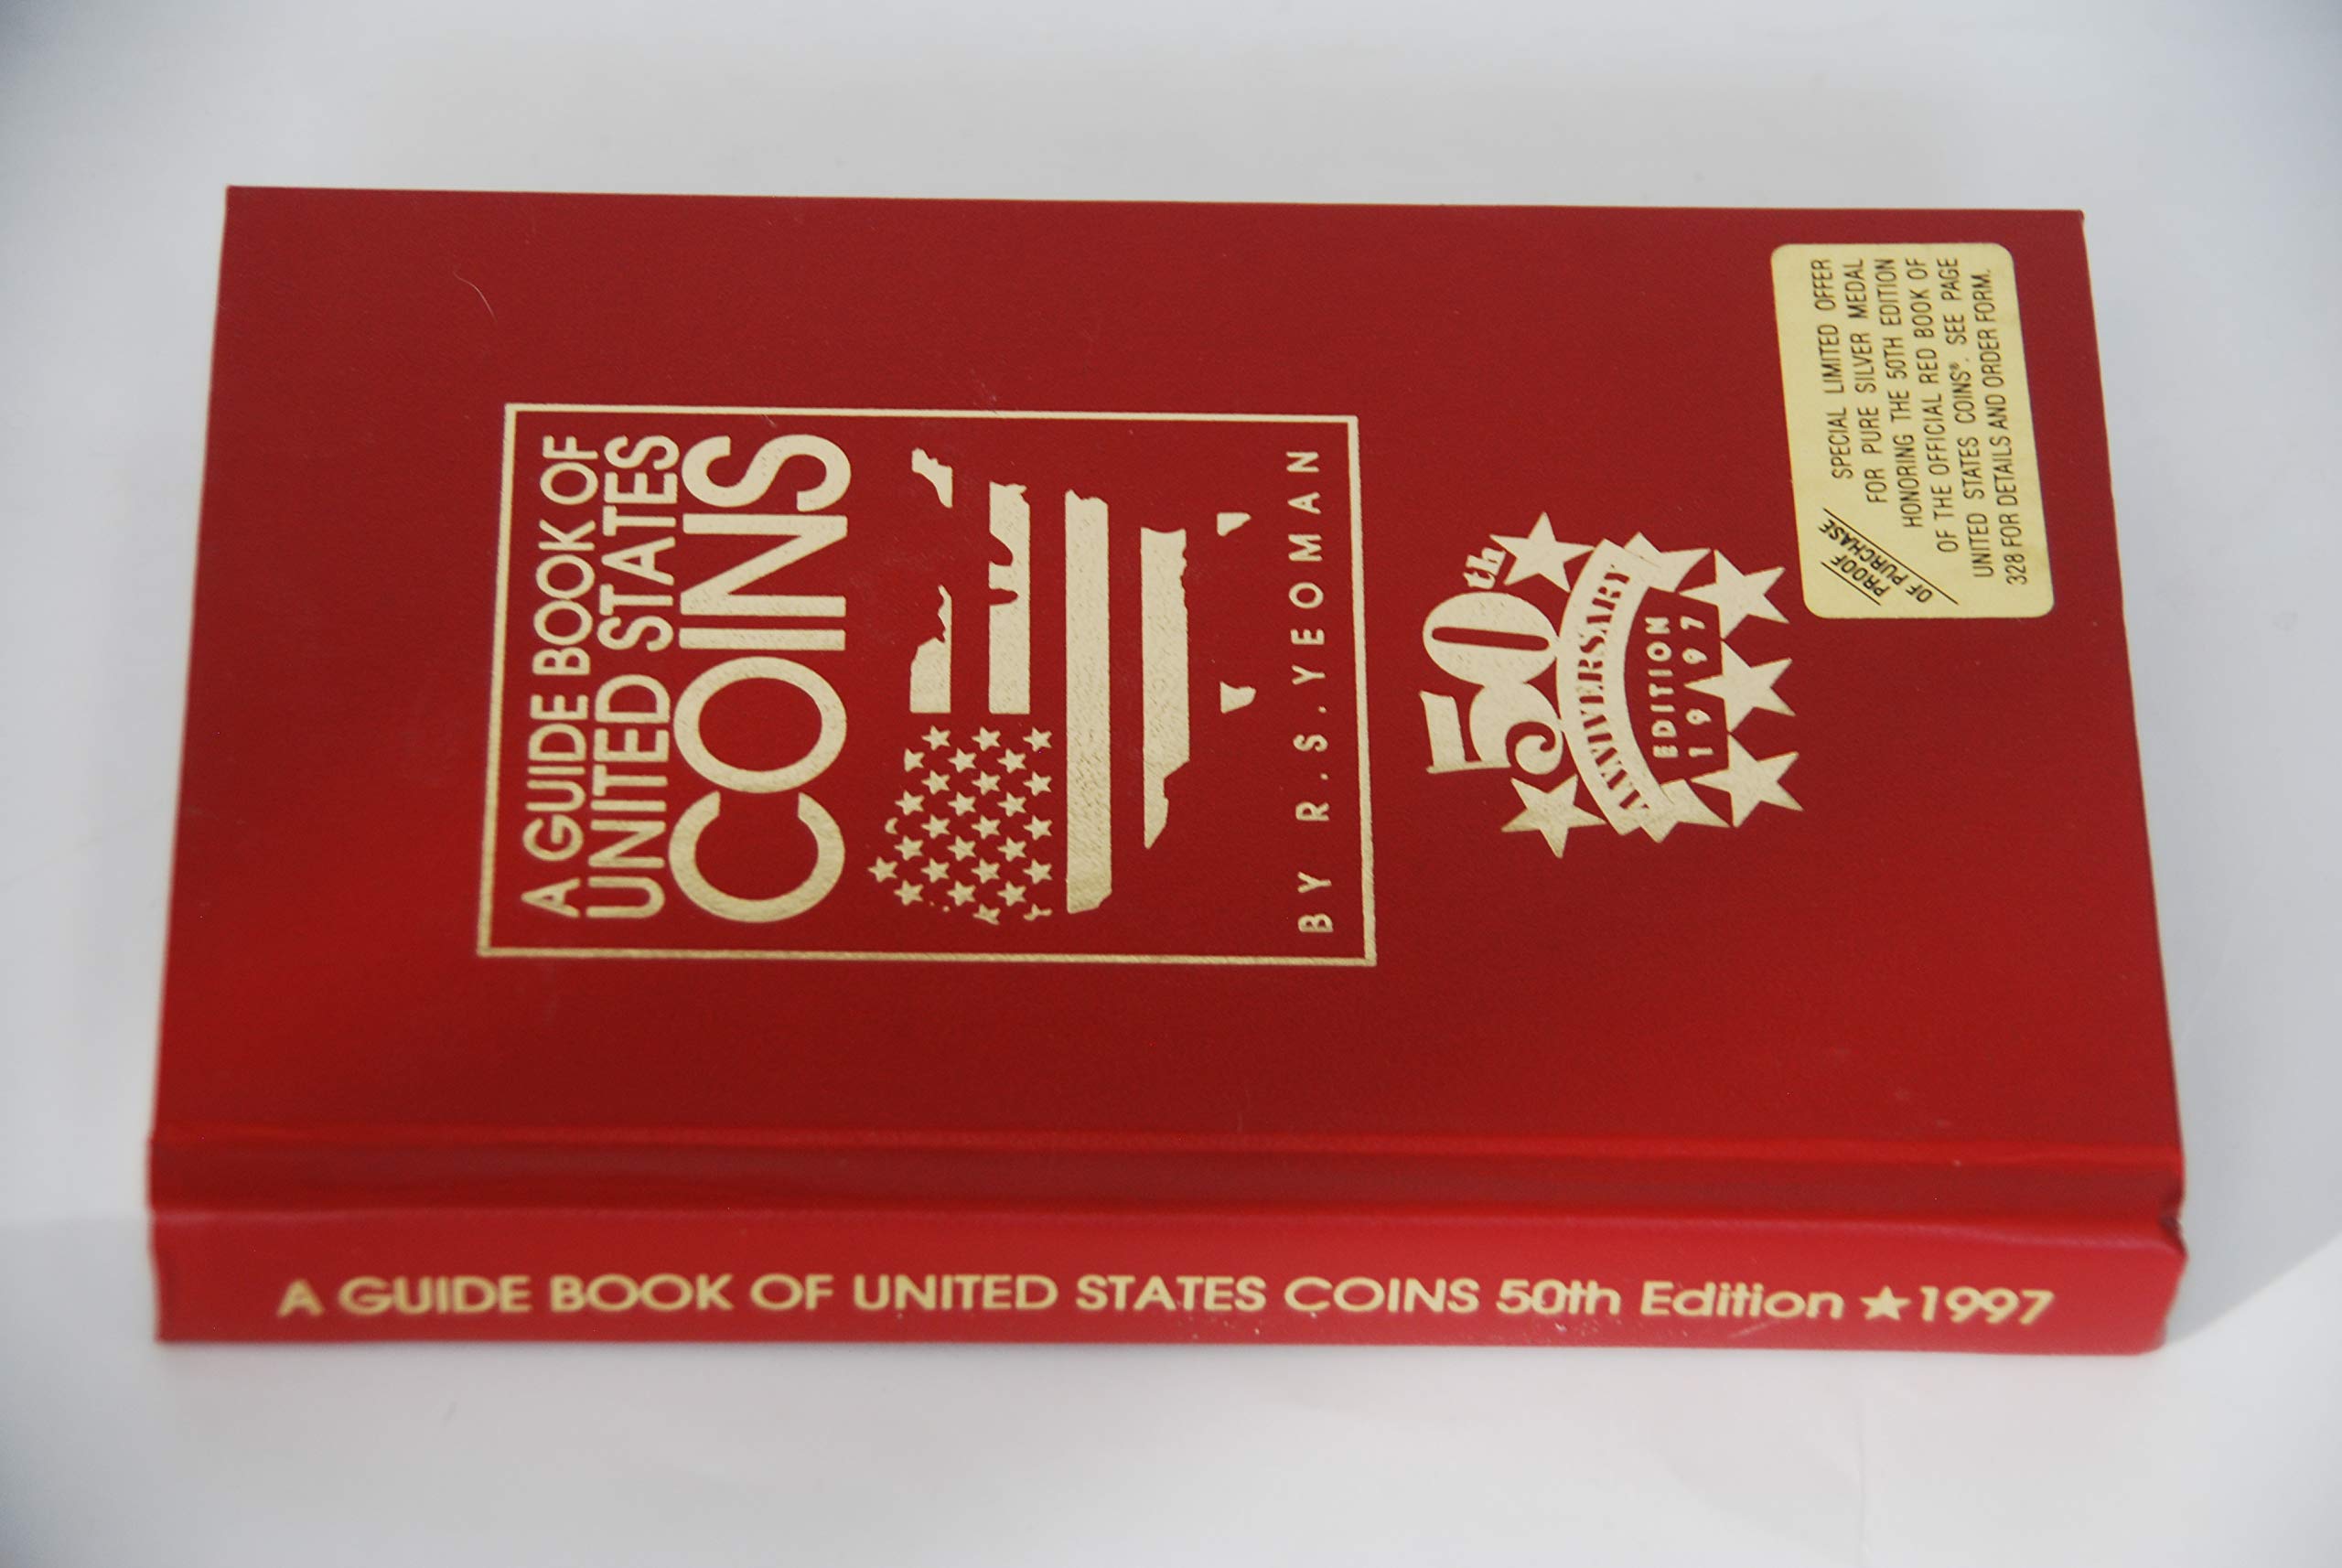 A GUIDE BOOK OF
UNITED STATES
COINS
BY R.S. YEOMAN
50th
ANNIVERSARY
EDITION
1997
PROOF
OF PURCHASE
SPECIAL LIMITED OFFER
FOR PURE SILVER MEDAL
HONORING THE 50TH EDITION
OF THE OFFICIAL RED BOOK OF
UNITED STATES COINS®. SEE PAGE
328 FOR DETAILS AND ORDER FORM.
A GUIDE BOOK OF UNITED STATES COINS 50th Edition ★ 1997